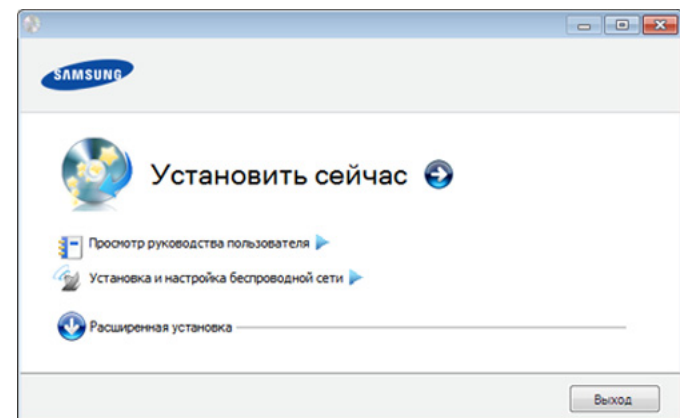 SAMSUNG
Установить сейчас
Просмотр руководства пользователя
Установка и настройка беспроводной сети
Расширенная установка
Выход